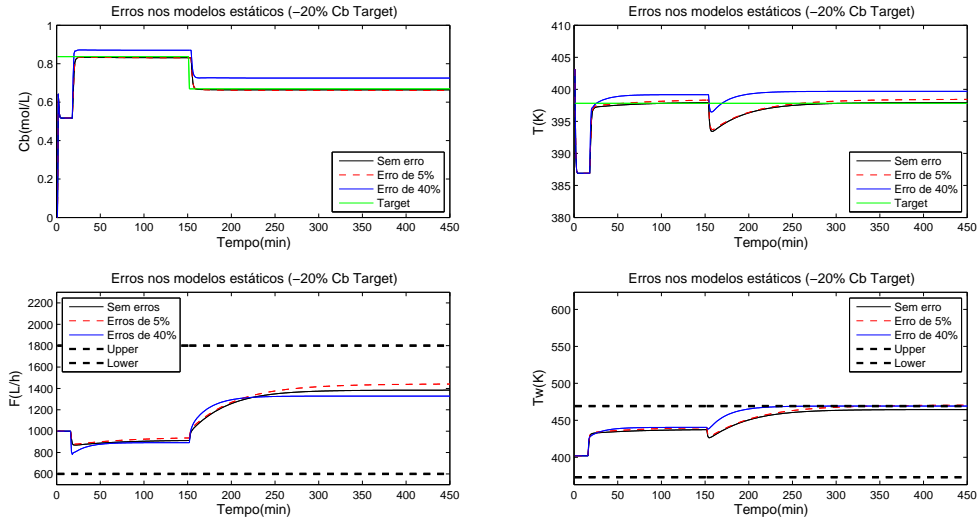 Erros nos modelos estáticos (−20% Cb Target)
1
0.8
0.6
0.4
0.2
0
Cb(mol/L)
Sem erro
Erro de 5%
Erro de 40%
Target
0 50 100 150 200 250 300 350 400 450
Tempo(min)
Erros nos modelos estáticos (−20% Cb Target)
410
405
400
395
390
385
380
T(K)
Sem erro
Erro de 5%
Erro de 40%
Target
0 50 100 150 200 250 300 350 400 450
Tempo(min)
Erros nos modelos estáticos (−20% Cb Target)
2200
2000
1800
1600
1400
1200
1000
800
600
F(L/h)
Sem erros
Erros de 5%
Erros de 40%
Upper
Lower
0 50 100 150 200 250 300 350 400 450
Tempo(min)
Erros nos modelos estáticos (−20% Cb Target)
600
550
500
450
400
Tw(K)
Sem erro
Erro de 5%
Erro de 40%
Upper
Lower
0 50 100 150 200 250 300 350 400 450
Tempo(min)